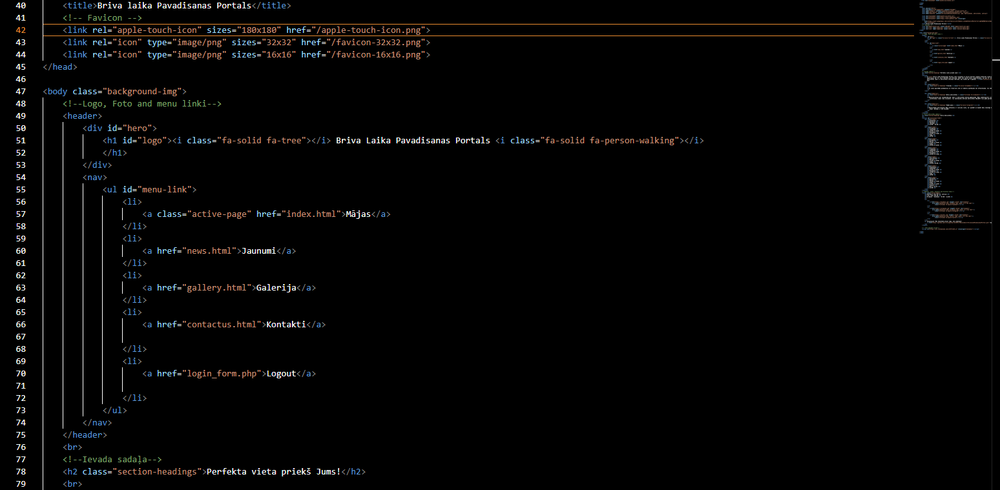 40 <title>Briva laika Pavadisanas Portals</title>
41 <!-- Favicon -->
42 <link rel="apple-touch-icon" sizes="180x180" href="/apple-touch-icon.png">
43 <link rel="icon" type="image/png" sizes="32x32" href="/favicon-32x32.png">
44 <link rel="icon" type="image/png" sizes="16x16" href="/favicon-16x16.png">
45 </head>
46
47 <body class="background-img">
48 <!--Logo, Foto and menu linki-->
49 <header>
50 <div id="hero">
51 <h1 id="logo"><i class="fa-solid fa-tree"></i> Briva Laika Pavadisanas Portals <i class="fa-solid fa-person-walking"></i>
52 </h1>
53 </div>
54 <nav>
55 <ul id="menu-link">
56 <li>
57 <a class="active-page" href="index.html">Mājas</a>
58 </li>
59 <li>
60 <a href="news.html">Jaunumi</a>
61 </li>
62 <li>
63 <a href="gallery.html">Galerija</a>
64 </li>
65 <li>
66 <a href="contactus.html">Kontakti</a>
67
68 </li>
69 <li>
70 <a href="login_form.php">Logout</a>
71
72 </li>
73 </ul>
74 </nav>
75 </header>
76 <br>
77 <!--Ievada sadaļa-->
78 <h2 class="section-headings">Perfekta vieta priekš Jums!</h2>
79 <br>